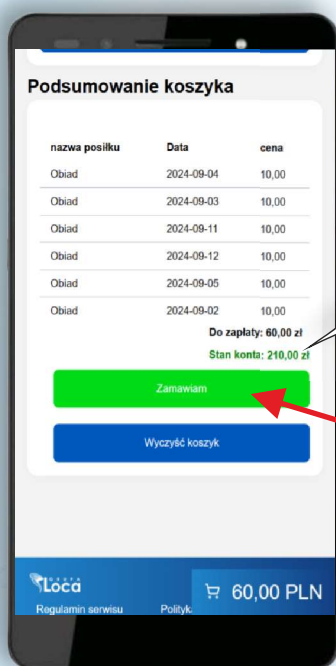 Podsumowanie koszyka
nazwa posiłku Data cena
Obiad 2024-09-04 10,00
Obiad 2024-09-03 10,00
Obiad 2024-09-11 10,00
Obiad 2024-09-12 10,00
Obiad 2024-09-05 10,00
Obiad 2024-09-02 10,00
Do zapłaty: 60,00 zł
Stan konta: 210,00 zł
Zamawiam
Wyczyść koszyk
Loca
60,00 PLN
Regulamin serwisu Polityk